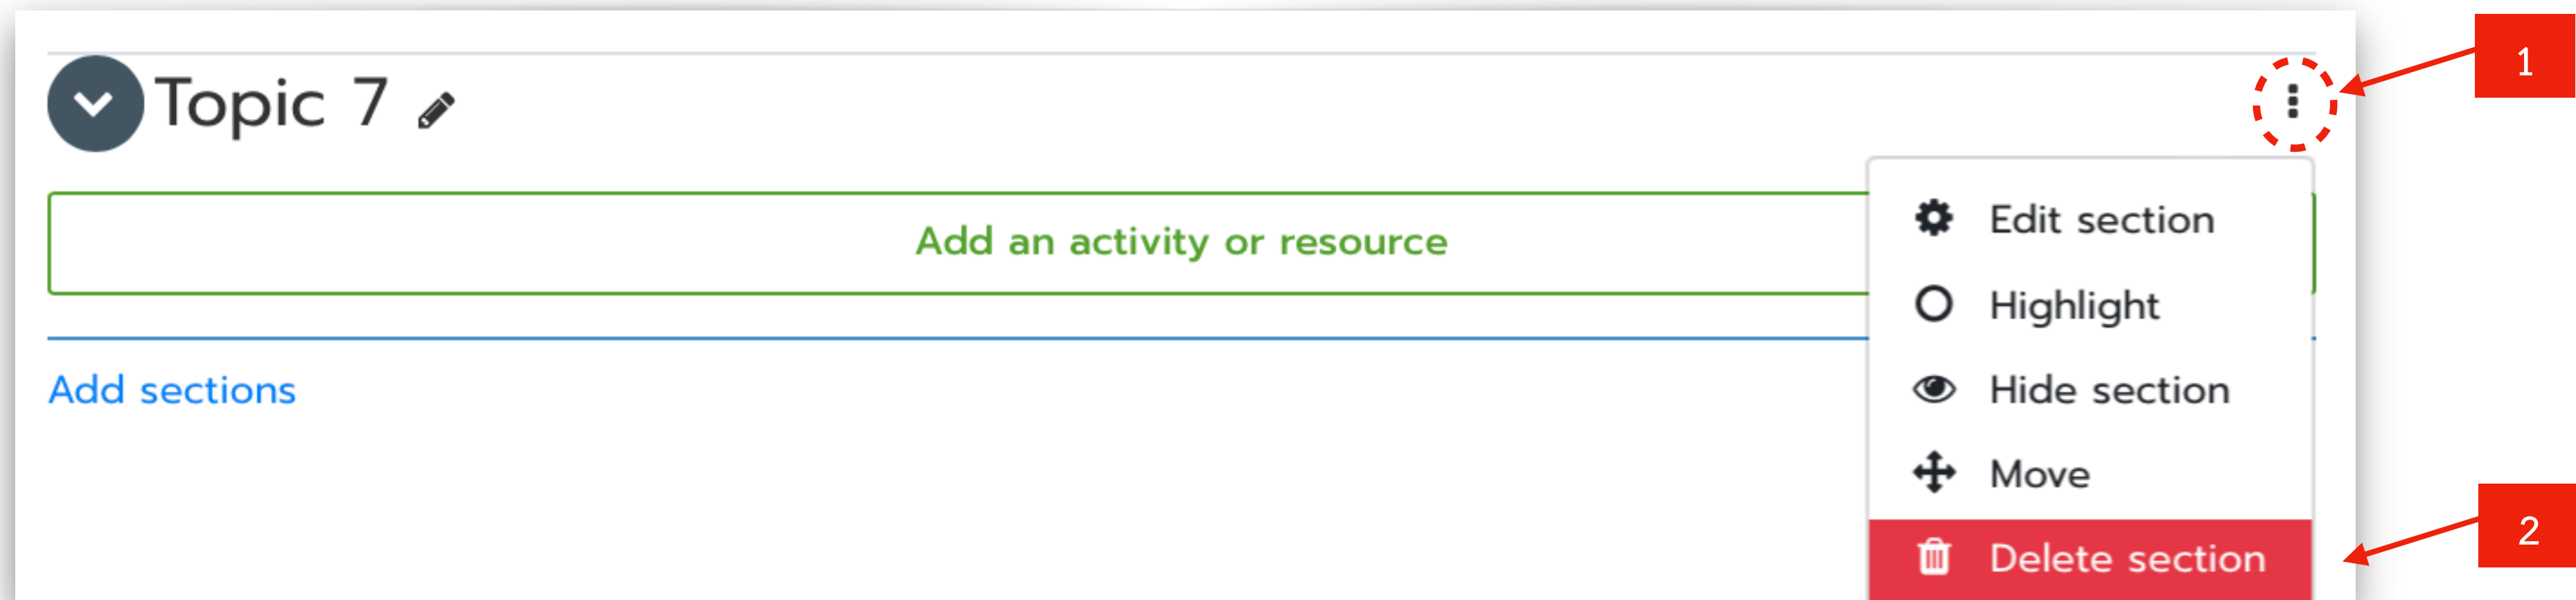 1
Topic 7
Add an activity or resource
Edit section
Highlight
Add sections
Hide section
Move
2
Delete section